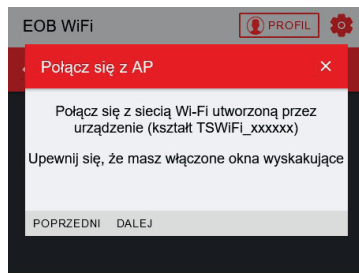 EOB WiFi PROFIL
Połącz się z AP ×
Połącz się z siecią Wi-Fi utworzoną przez
urządzenie (kształt TSWiFi_xxxxxx)
Upewnij się, że masz włączone okna wyskakujące
POPRZEDNI DALEJ